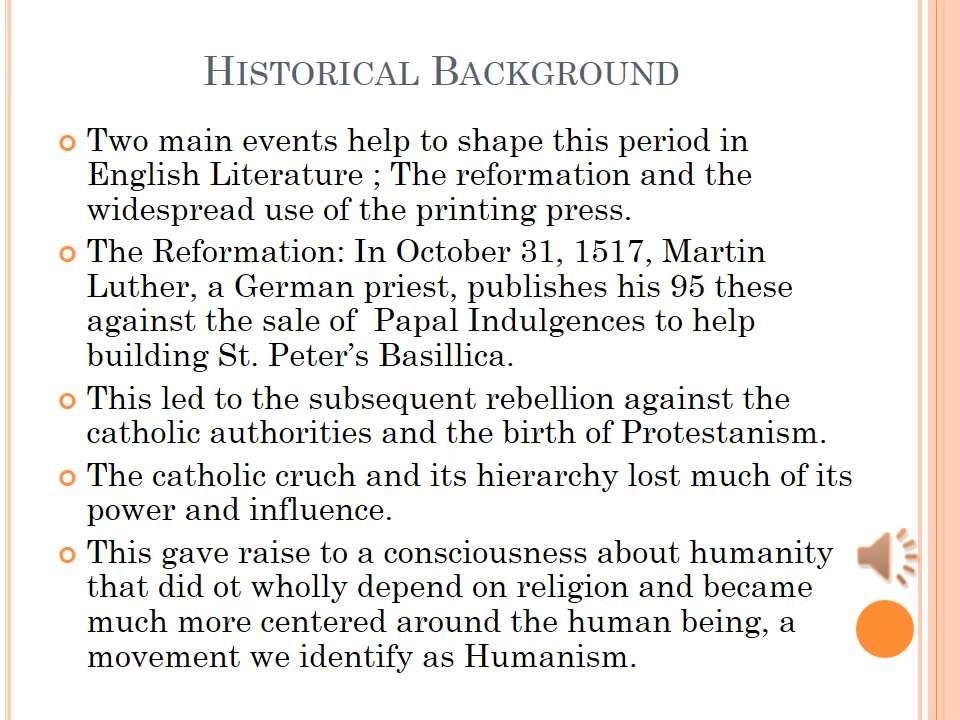 Historical Background
Two main events help to shape this period in
English Literature ; The reformation and the
widespread use of the printing press.
The Reformation: In October 31, 1517, Martin
Luther, a German priest, publishes his 95 these
against the sale of  Papal Indulgences to help
building St. Peter's Basillica.
This led to the subsequent rebellion against the
catholic authorities and the birth of Protestanism.
The catholic cruch and its hierarchy lost much of its
power and influence.
This gave raise to a consciousness about humanity
that did ot wholly depend on religion and became
much more centered around the human being, a
movement we identify as Humanism.